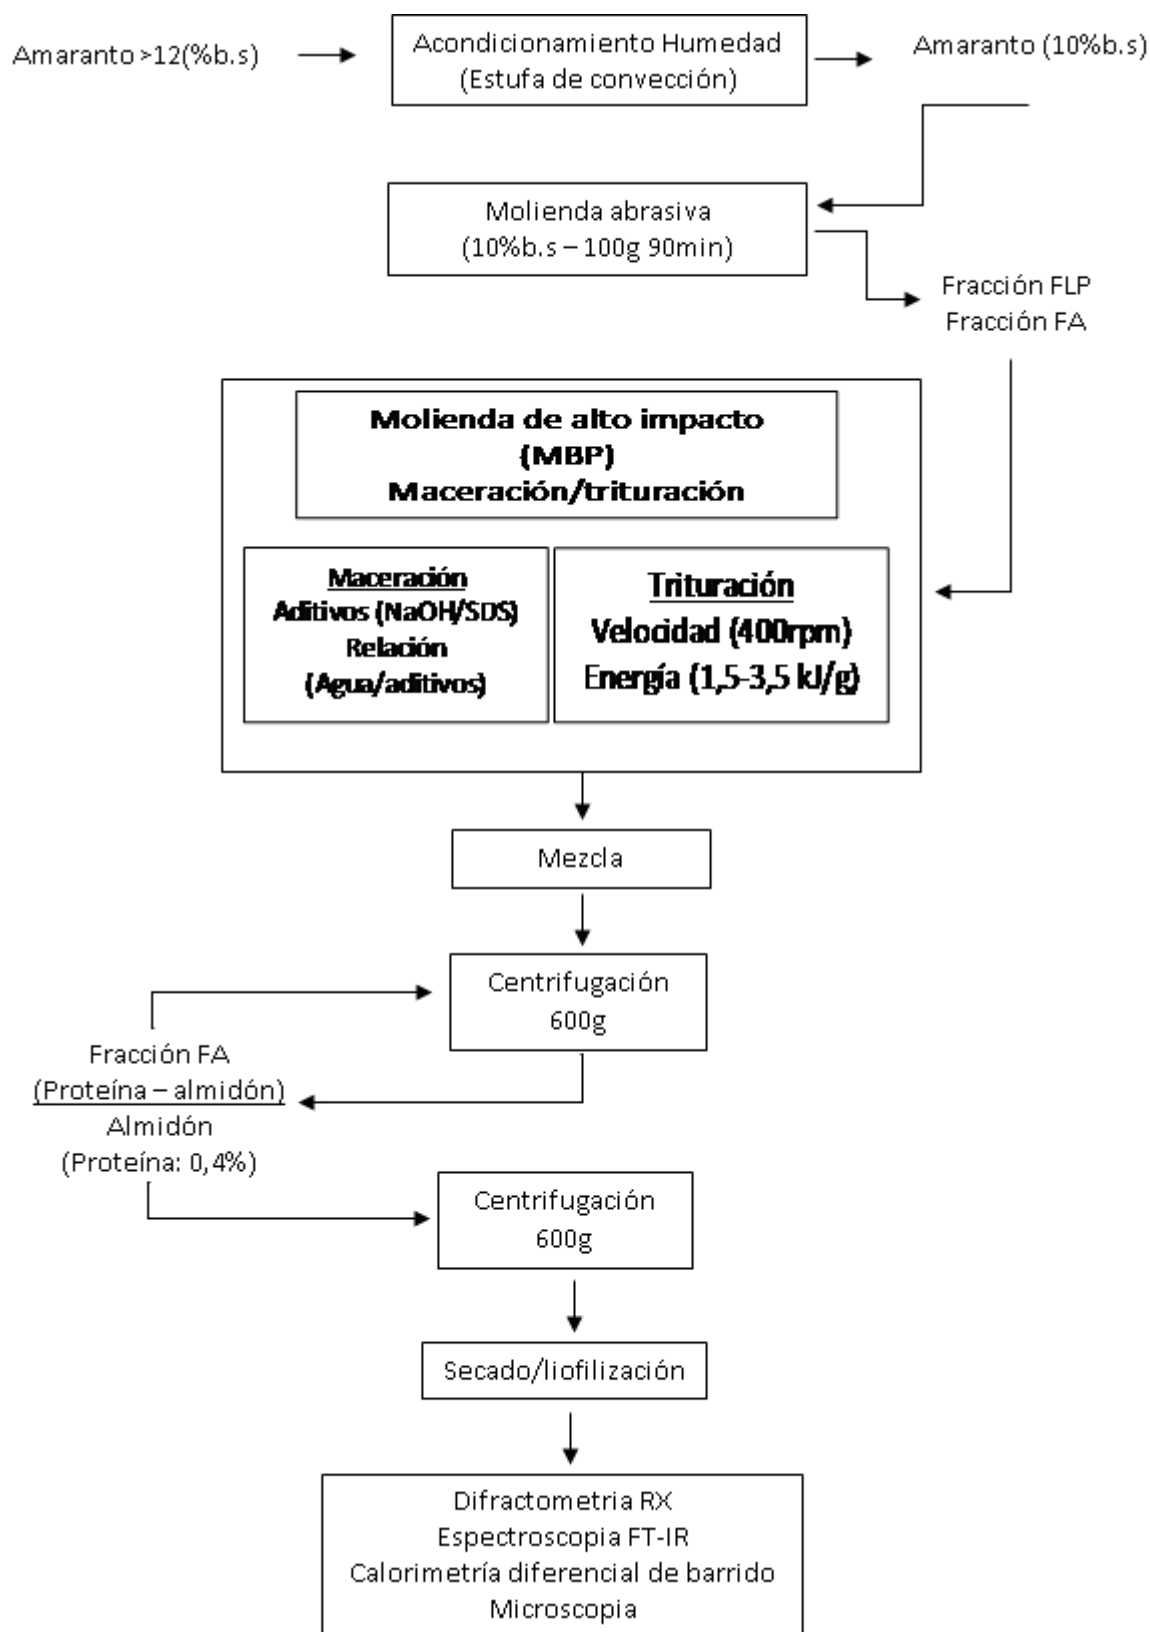 Amaranto >12(%b.s)
Acondicionamiento Humedad
(Estufa de convección)
Amaranto (10%b.s)
Molienda abrasiva
(10%b.s – 100g 90min)
Fracción FLP
Fracción FA
Molienda de alto impacto
(MBP)
Maceración/trituración
Maceración
Aditivos (NaOH/SDS)
Relación
(Agua/aditivos)
Trituración
Velocidad (400rpm)
Energía (1,5-3,5 kJ/g)
Mezcla
Centrifugación
600g
Fracción FA
(Proteína – almidón)
Almidón
(Proteína: 0,4%)
Centrifugación
600g
Secado/liofilización
Difractometria RX
Espectroscopia FT-IR
Calorimetría diferencial de barrido
Microscopia